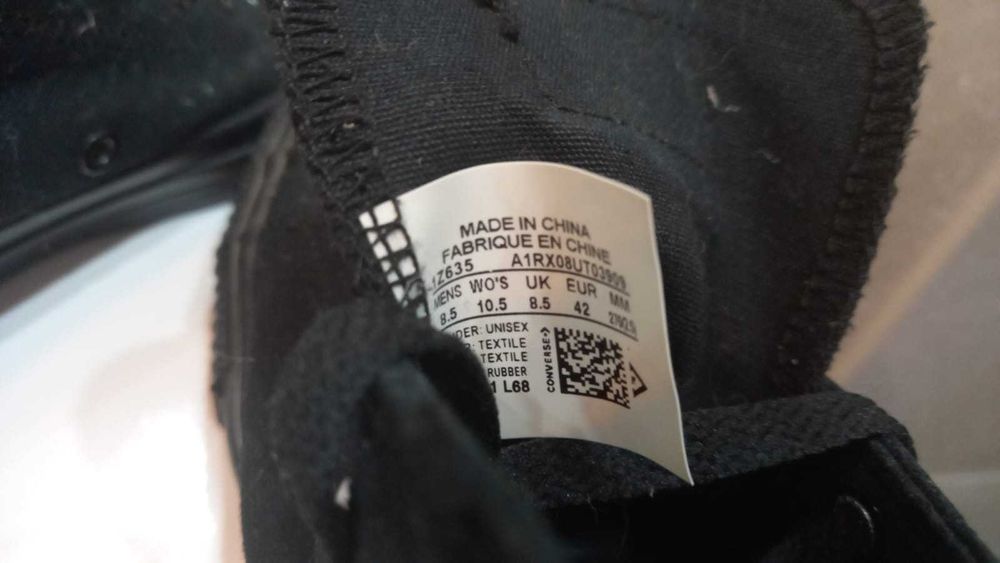 MADE IN CHINA
FABRIQUE EN CHINE
1Z635 A1RX08UT03909
MENS WO'S UK EUR MM
8.5 10.5 8.5 42
UNISEX
TEXTILE
TEXTILE
RUBBER
L68
CONVERSE